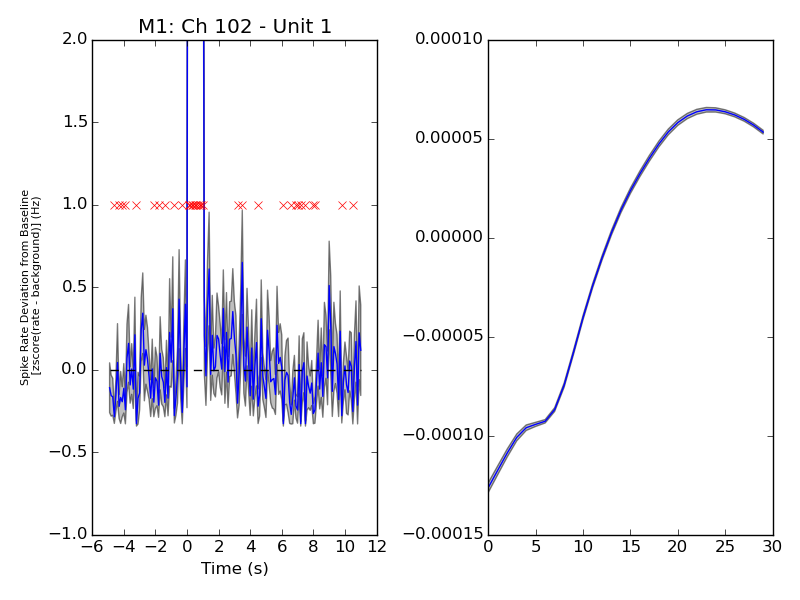 M1: Ch 102 - Unit 1
Spike Rate Deviation from Baseline
[zscore(rate - background)] (Hz)
2.0
1.5
1.0
0.5
0.0
−0.5
−1.0
−6 −4 −2 0 2 4 6 8 10 12
Time (s)
0.00010
0.00005
0.00000
−0.00005
−0.00010
−0.00015
0 5 10 15 20 25 30